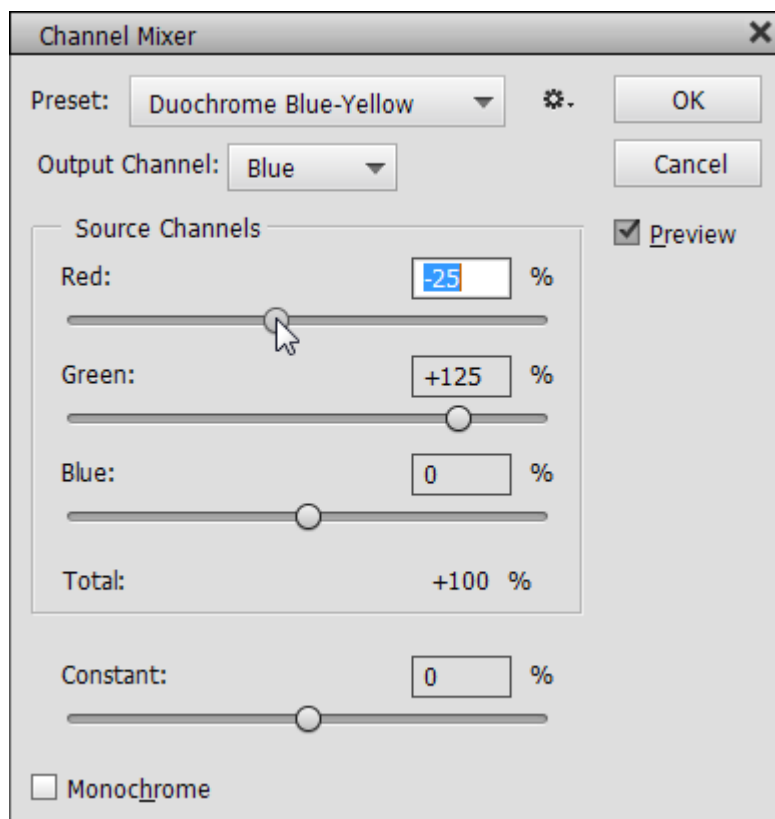 Channel Mixer
Preset: Duochrome Blue-Yellow OK
Output Channel: Blue Cancel
Source Channels Preview
Red: -25 %
Green: +125 %
Blue: 0 %
Total: +100 %
Constant: 0 %
Monochrome